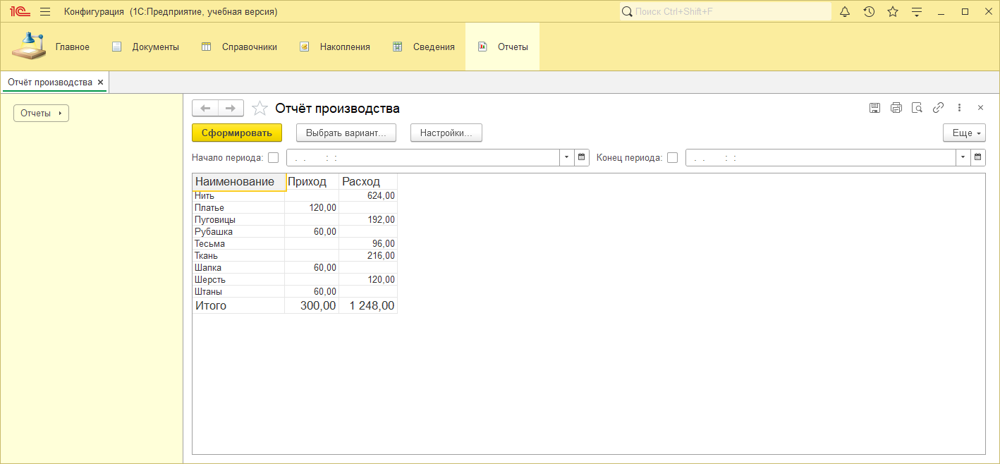 1С Конфигурация (1С:Предприятие, учебная версия) Поиск Ctrl+Shift+F
Главное Документы Справочники Накопления Сведения Отчеты
Отчёт производства ×
Отчеты
Отчёт производства
Сформировать Выбрать вариант... Настройки... Еще
Начало периода: . . : : Конец периода: . . : :
Наименование Приход Расход
Нить 624,00
Платье 120,00
Пуговицы 192,00
Рубашка 60,00
Тесьма 96,00
Ткань 216,00
Шапка 60,00
Шерсть 120,00
Штаны 60,00
Итого 300,00 1 248,00